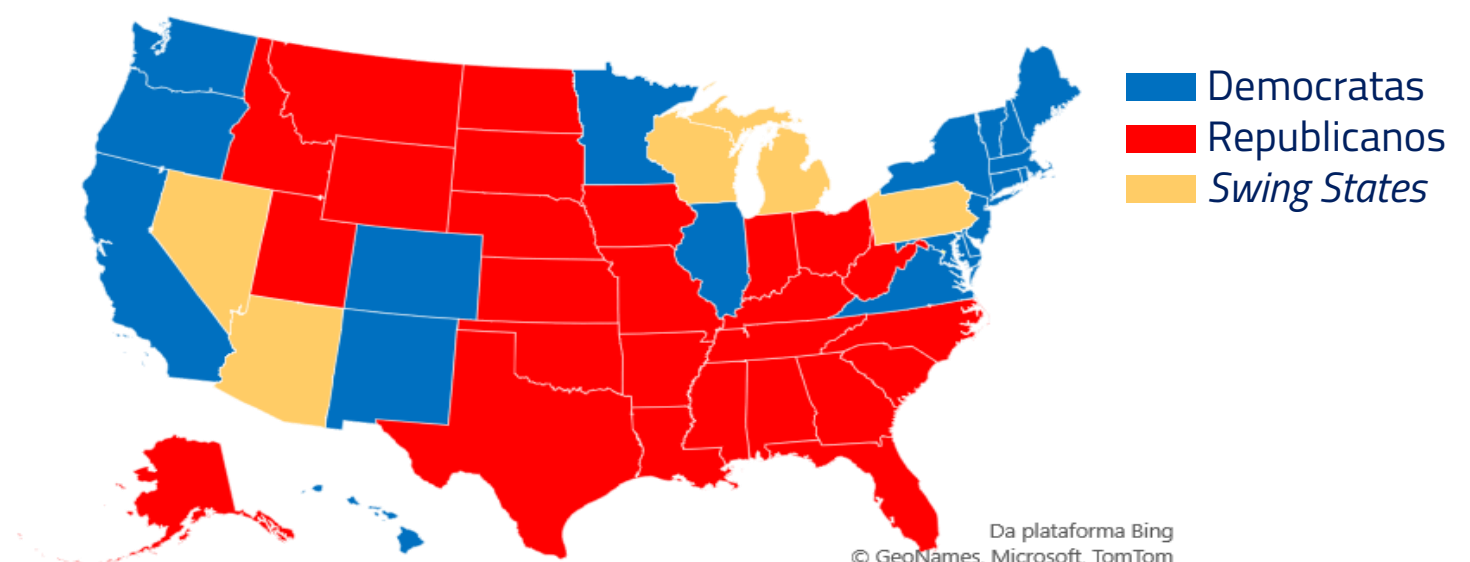 Democratas
Republicanos
Swing States
Da plataforma Bing
© GeoNames, Microsoft, TomTom